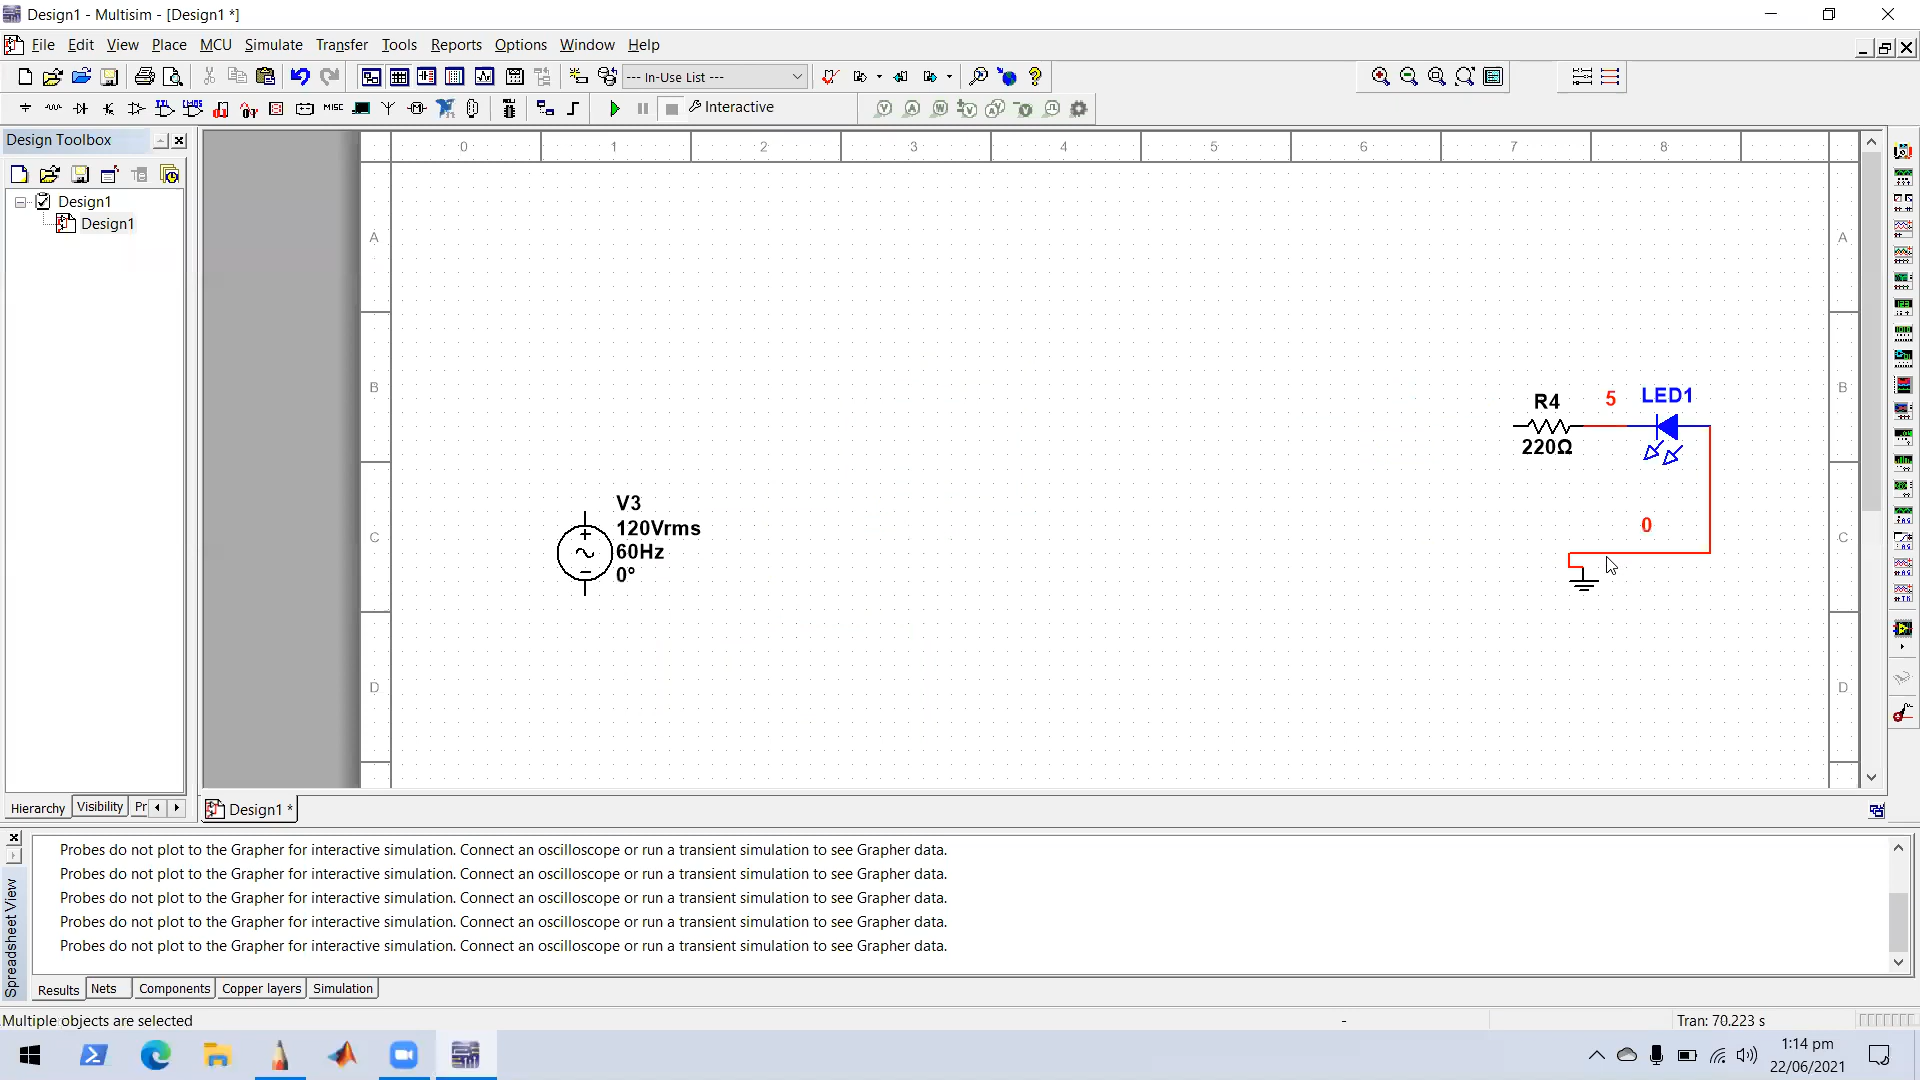 Design1 - Multisim - [Design1 *]
File Edit View Place MCU Simulate Transfer Tools Reports Options Window Help
--- In-Use List ---
MISC Interactive
Design Toolbox
Design1
Design1
0 1 2 3 4 5 6 7 8
A A
B B
C C
D D
R4 5 LED1
220Ω
V3
120Vrms
60Hz
0°
0
Hierarchy Visibility Pr
Design1 *
Spreadsheet View
Probes do not plot to the Grapher for interactive simulation. Connect an oscilloscope or run a transient simulation to see Grapher data.
Probes do not plot to the Grapher for interactive simulation. Connect an oscilloscope or run a transient simulation to see Grapher data.
Probes do not plot to the Grapher for interactive simulation. Connect an oscilloscope or run a transient simulation to see Grapher data.
Probes do not plot to the Grapher for interactive simulation. Connect an oscilloscope or run a transient simulation to see Grapher data.
Probes do not plot to the Grapher for interactive simulation. Connect an oscilloscope or run a transient simulation to see Grapher data.
Results Nets Components Copper layers Simulation
Multiple objects are selected - Tran: 70.223 s
1:14 pm
22/06/2021